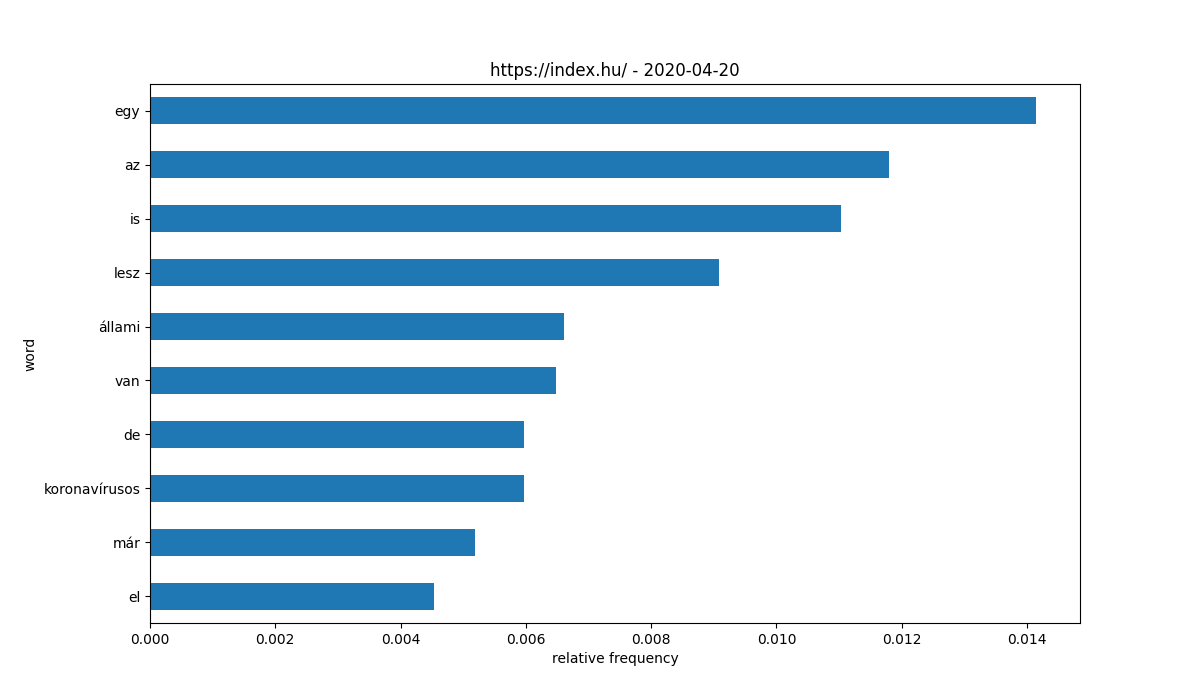 https://index.hu/ - 2020-04-20
egy
az
is
lesz
állami
van
de
koronavírusos
már
el
word
0.000 0.002 0.004 0.006 0.008 0.010 0.012 0.014
relative frequency